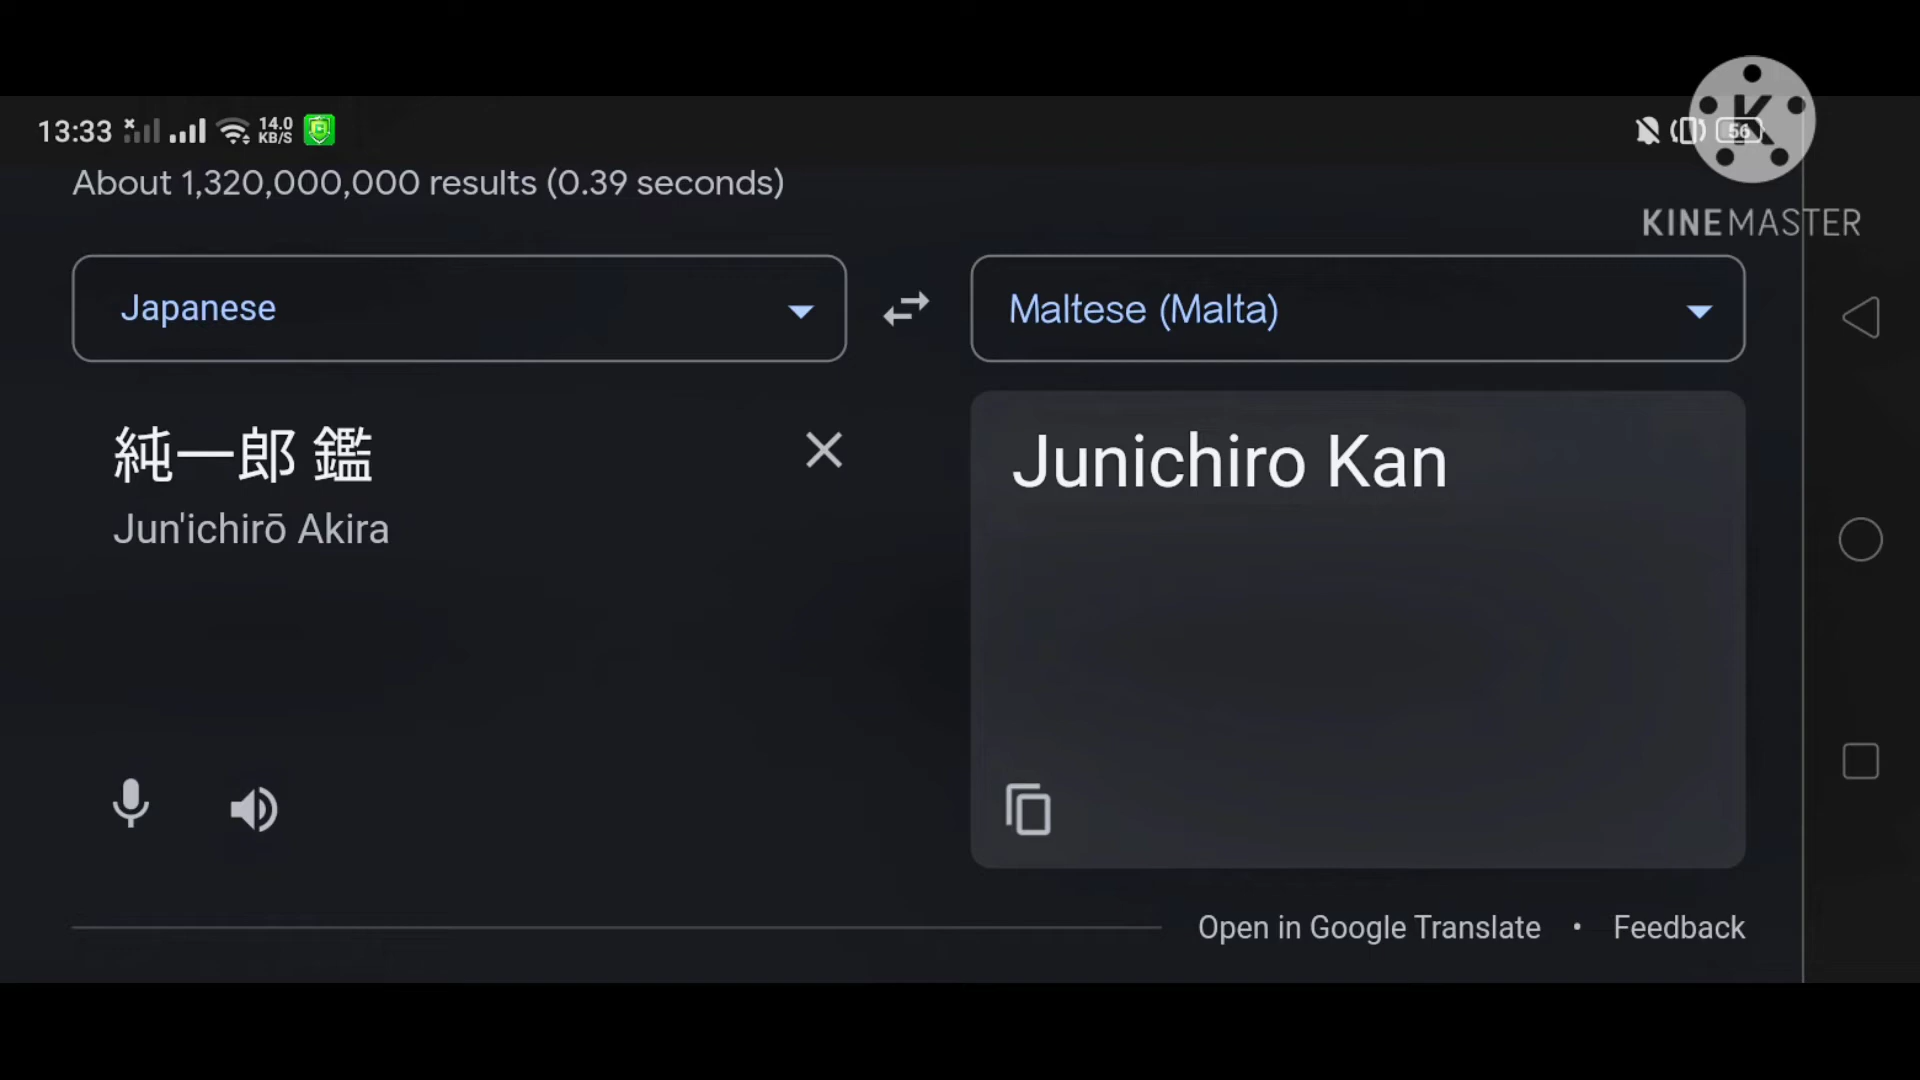 13:33 14.0 KB/S 56
About 1,320,000,000 results (0.39 seconds)
KINEMASTER
Japanese
Maltese (Malta)
純一郎 鑑
Jun'ichirō Akira
Junichiro Kan
Open in Google Translate • Feedback